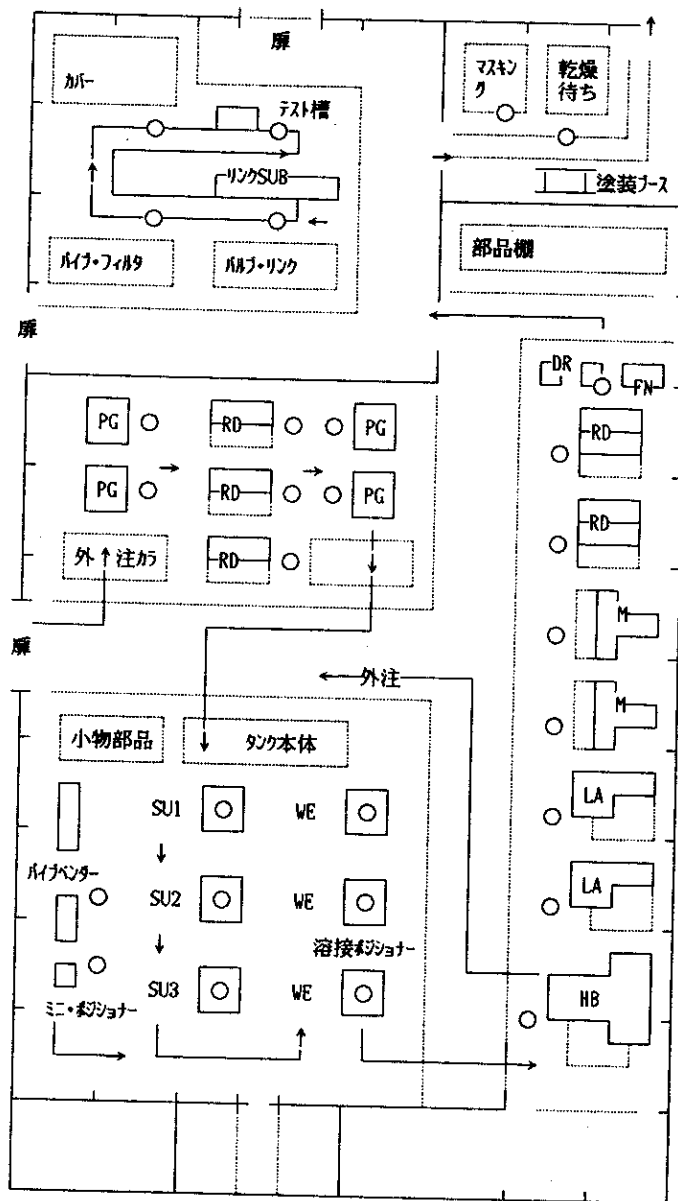 扉
カバー
マスキン
グ
乾燥
待ち
テスト槽
リンクSUB
塗装ブース
パイプ・フィルタ
バルブ・リンク
部品棚
扉
DR
FN
PG
RD
PG
RD
PG
RD
PG
RD
外 注カラ
RD
M
扉
外注
小物部品
タンク本体
M
SU1
WE
LA
パイプベンダー
SU2
WE
LA
溶接ポジショナー
SU3
WE
HB
ミニ・ポジショナー